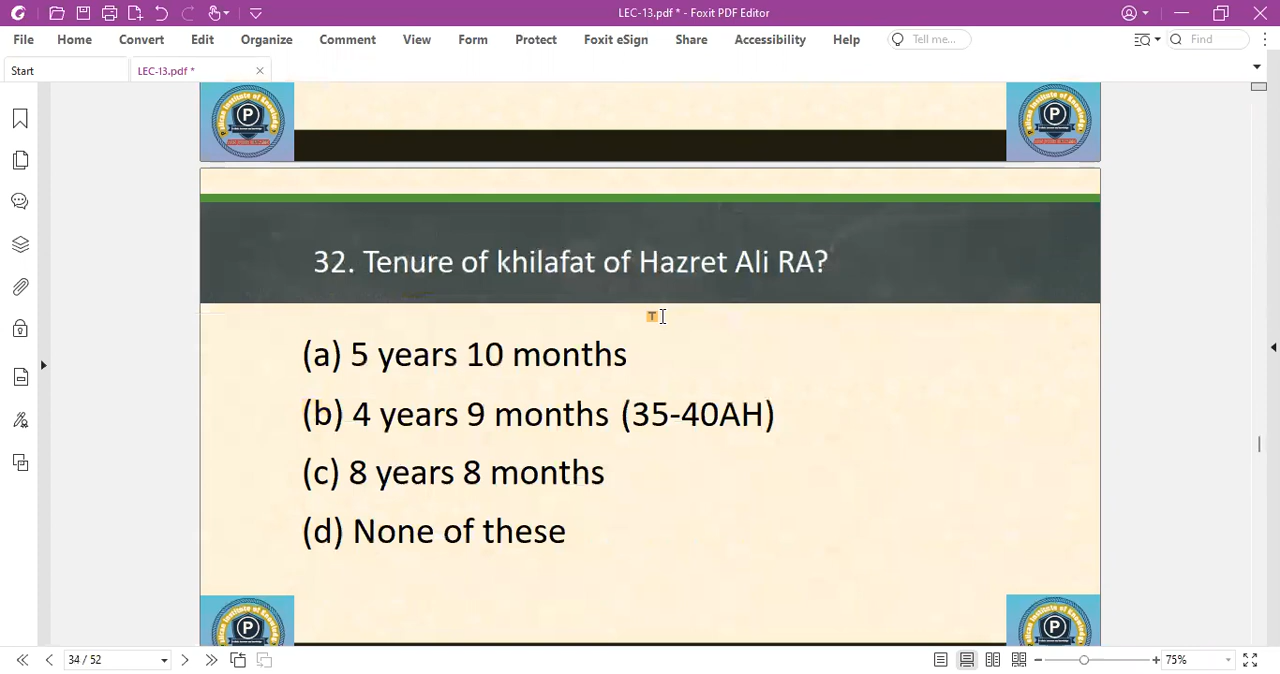 LEC-13.pdf * - Foxit PDF Editor
File Home Convert Edit Organize Comment View Form Protect Foxit eSign Share Accessibility Help Tell me... Find
Start LEC-13.pdf *
32. Tenure of khilafat of Hazret Ali RA?
T
(a) 5 years 10 months
(b) 4 years 9 months (35-40AH)
(c) 8 years 8 months
(d) None of these
P P
34 / 52 75%